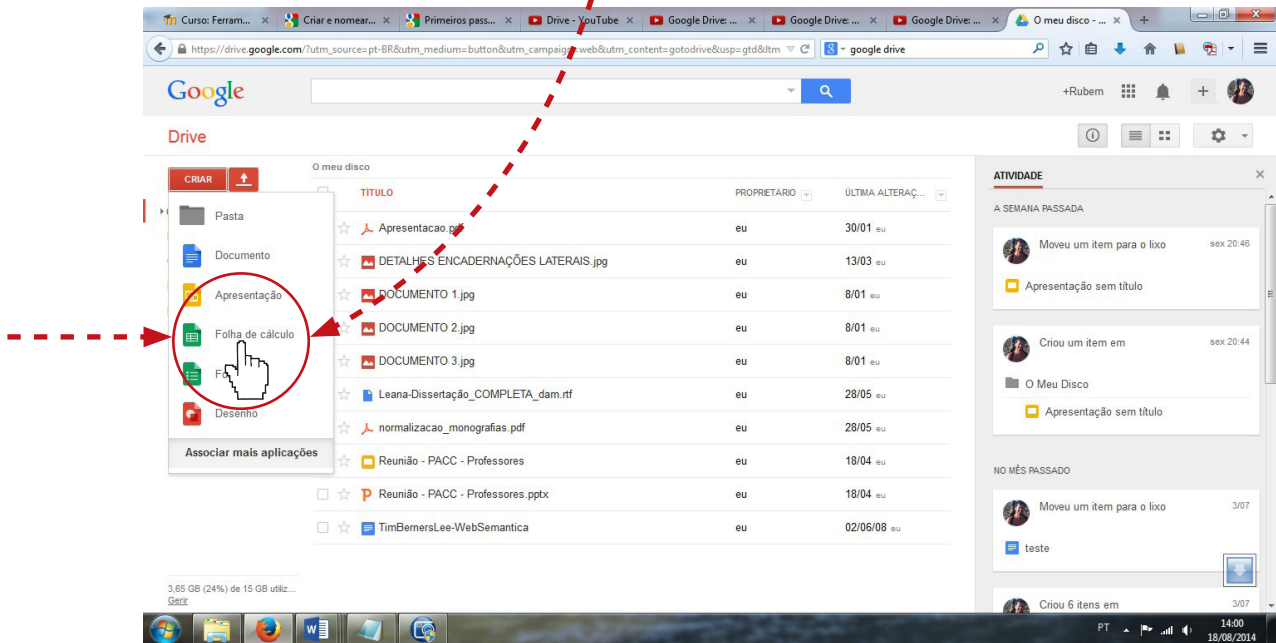 Curso: Ferram... Criar e nomear... Primeiros pass... Drive - YouTube Google Drive: ... Google Drive: ... Google Drive: ... O meu disco - ...
https://drive.google.com/?utm_source=pt-BR&utm_medium=button&utm_campaign=web&utm_content=gotodrive&usp=gtd&ltm google drive
Google +Rubem
Drive
CRIAR
Pasta
Documento
Apresentação
Folha de cálculo
Desenho
Associar mais aplicações
3,65 GB (24%) de 15 GB utiliz...
Gerir
O meu disco
TÍTULO PROPRIETÁRIO ÚLTIMA ALTERAÇ...
Apresentacao.pdf eu 30/01 eu
DETALHES ENCADERNAÇÕES LATERAIS.jpg eu 13/03 eu
DOCUMENTO 1.jpg eu 8/01 eu
DOCUMENTO 2.jpg eu 8/01 eu
DOCUMENTO 3.jpg eu 8/01 eu
Leana-Dissertação_COMPLETA_dam.rtf eu 28/05 eu
normalizacao_monografias.pdf eu 28/05 eu
Reunião - PACC - Professores eu 18/04 eu
Reunião - PACC - Professores.pptx eu 18/04 eu
TimBernersLee-WebSemantica eu 02/06/08 eu
ATIVIDADE
A SEMANA PASSADA
Moveu um item para o lixo sex 20:46
Apresentação sem título
Criou um item em sex 20:44
O Meu Disco
Apresentação sem título
NO MÊS PASSADO
Moveu um item para o lixo 3/07
teste
Criou 6 itens em 3/07
PT 14:00
18/08/2014